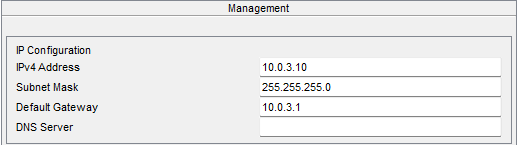 Management
IP Configuration
IPv4 Address 10.0.3.10
Subnet Mask 255.255.255.0
Default Gateway 10.0.3.1
DNS Server